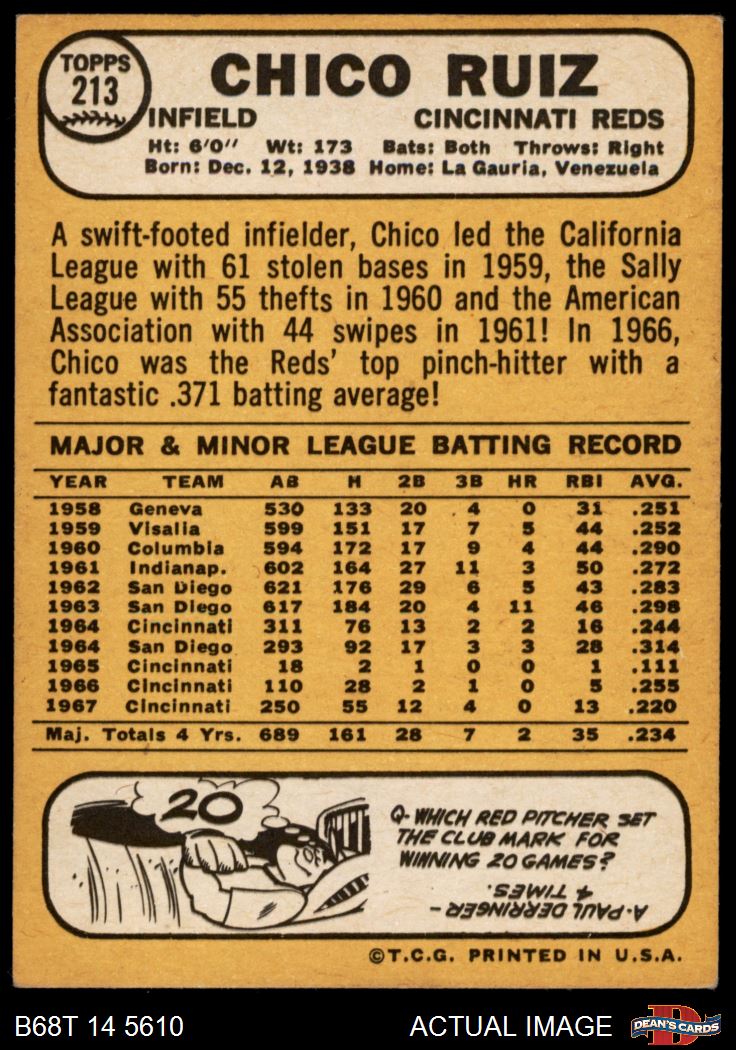 TOPPS
213
CHICO RUIZ
INFIELD CINCINNATI REDS
Ht: 6'0" Wt: 173 Bats: Both Throws: Right
Born: Dec. 12, 1938 Home: La Gauria, Venezuela
A swift-footed infielder, Chico led the California
League with 61 stolen bases in 1959, the Sally
League with 55 thefts in 1960 and the American
Association with 44 swipes in 1961! In 1966,
Chico was the Reds' top pinch-hitter with a
fantastic .371 batting average!
MAJOR & MINOR LEAGUE BATTING RECORD
YEAR TEAM AB H 2B 3B HR RBI AVG.
1958 Geneva 530 133 20 4 0 31 .251
1959 Visalia 599 151 17 7 5 44 .252
1960 Columbia 594 172 17 9 4 44 .290
1961 Indianap. 602 164 27 11 3 50 .272
1962 San Diego 621 176 29 6 5 43 .283
1963 San Diego 617 184 20 4 11 46 .298
1964 Cincinnati 311 76 13 2 2 16 .244
1964 San Diego 293 92 17 3 3 28 .314
1965 Cincinnati 18 2 1 0 0 1 .111
1966 Cincinnati 110 28 2 1 0 5 .255
1967 Cincinnati 250 55 12 4 0 13 .220
Maj. Totals 4 Yrs. 689 161 28 7 2 35 .234
20
Q- WHICH RED PITCHER SET
THE CLUB MARK FOR
WINNING 20 GAMES?
A. PAUL DERRINGER -
4 TIMES.
©T.C.G. PRINTED IN U.S.A.
B68T 14 5610 ACTUAL IMAGE
D
DEAN'S CARDS